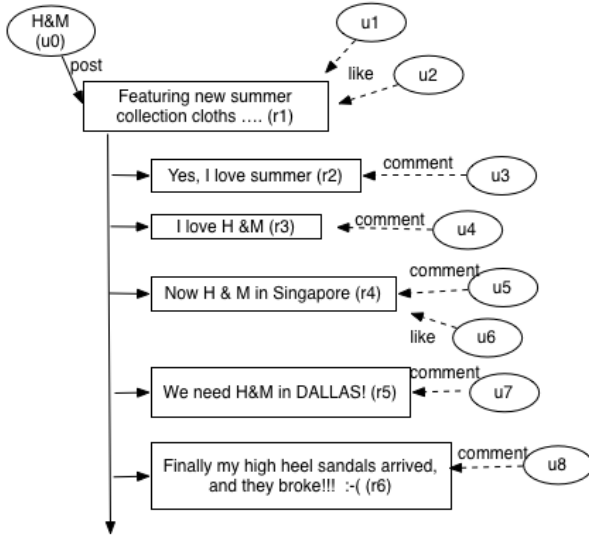 H&M
(u0)
u1
post
like
u2
Featuring new summer
collection cloths .... (r1)
Yes, I love summer (r2)
comment
u3
I love H &M (r3)
comment
u4
comment
Now H & M in Singapore (r4)
u5
like
u6
comment
We need H&M in DALLAS! (r5)
u7
comment
Finally my high heel sandals arrived,
and they broke!!! :-( (r6)
u8